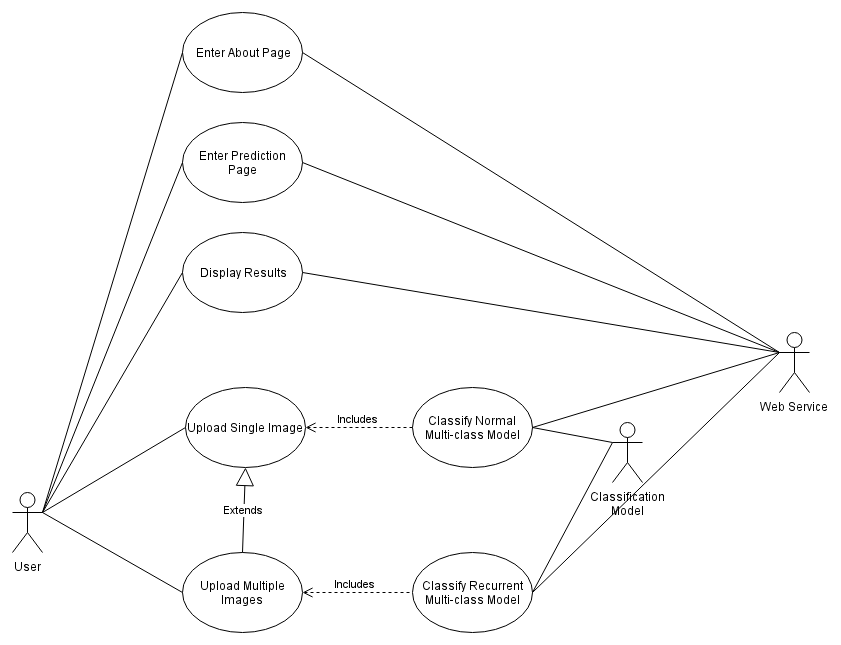 Enter About Page
Enter Prediction
Page
Display Results
Web Service
Upload Single Image
Includes
Classify Normal
Multi-class Model
Classification
Model
Extends
User
Upload Multiple
Images
Includes
Classify Recurrent
Multi-class Model